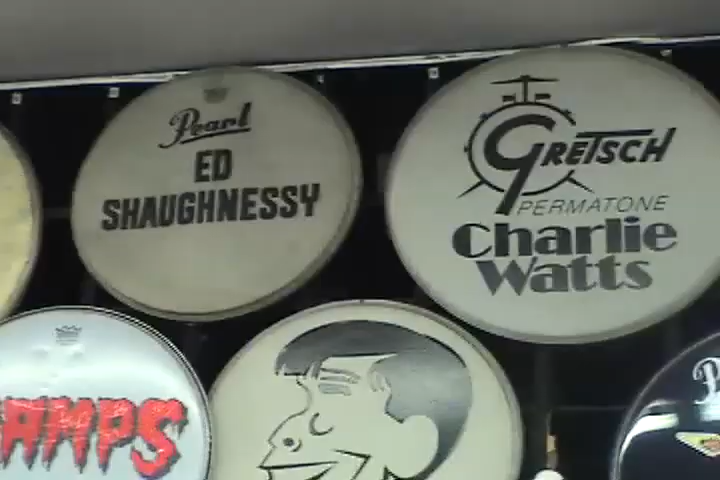 Pearl
ED
SHAUGHNESSY
GRETSCH
PERMATONE
Charlie
Watts
AMPS